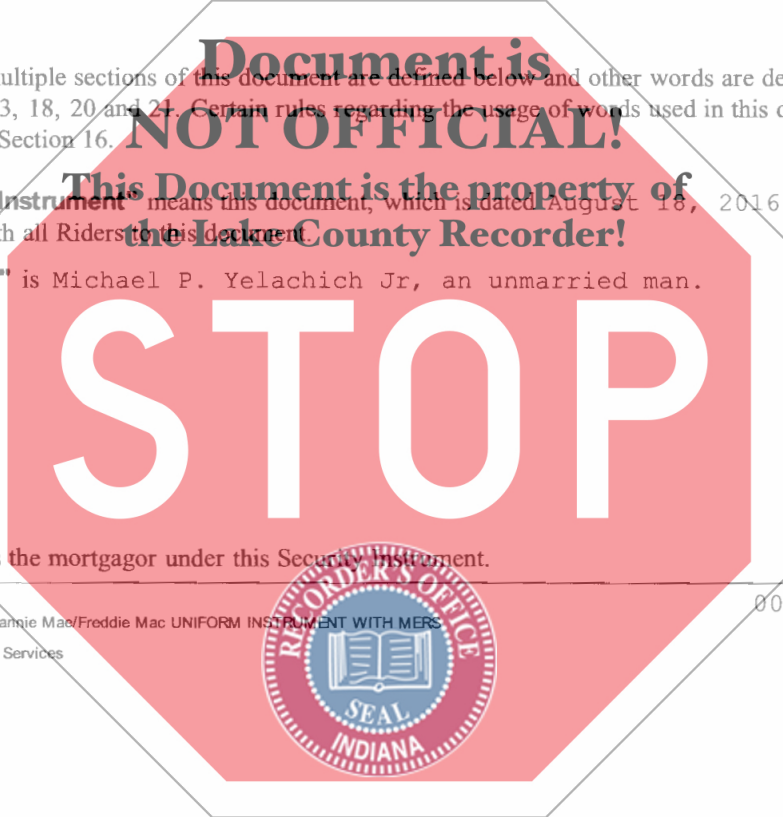 Document is
ultiple sections of this document are defined below and other words are de
3, 18, 20 and 21. Certain rules regarding the usage of words used in this
Section 16.
NOT OFFICIAL!
This Document is the property of
Instrument" means this document, which is dated August 18, 2016
th all Riders to this document.
the Lake County Recorder!
" is Michael P. Yelachich Jr, an unmarried man.
STOP
the mortgagor under this Security Instrument.
00
annie Mae/Freddie Mac UNIFORM INSTRUMENT WITH MERS
Services
RECORDER'S OFFICE
SEAL
INDIANA